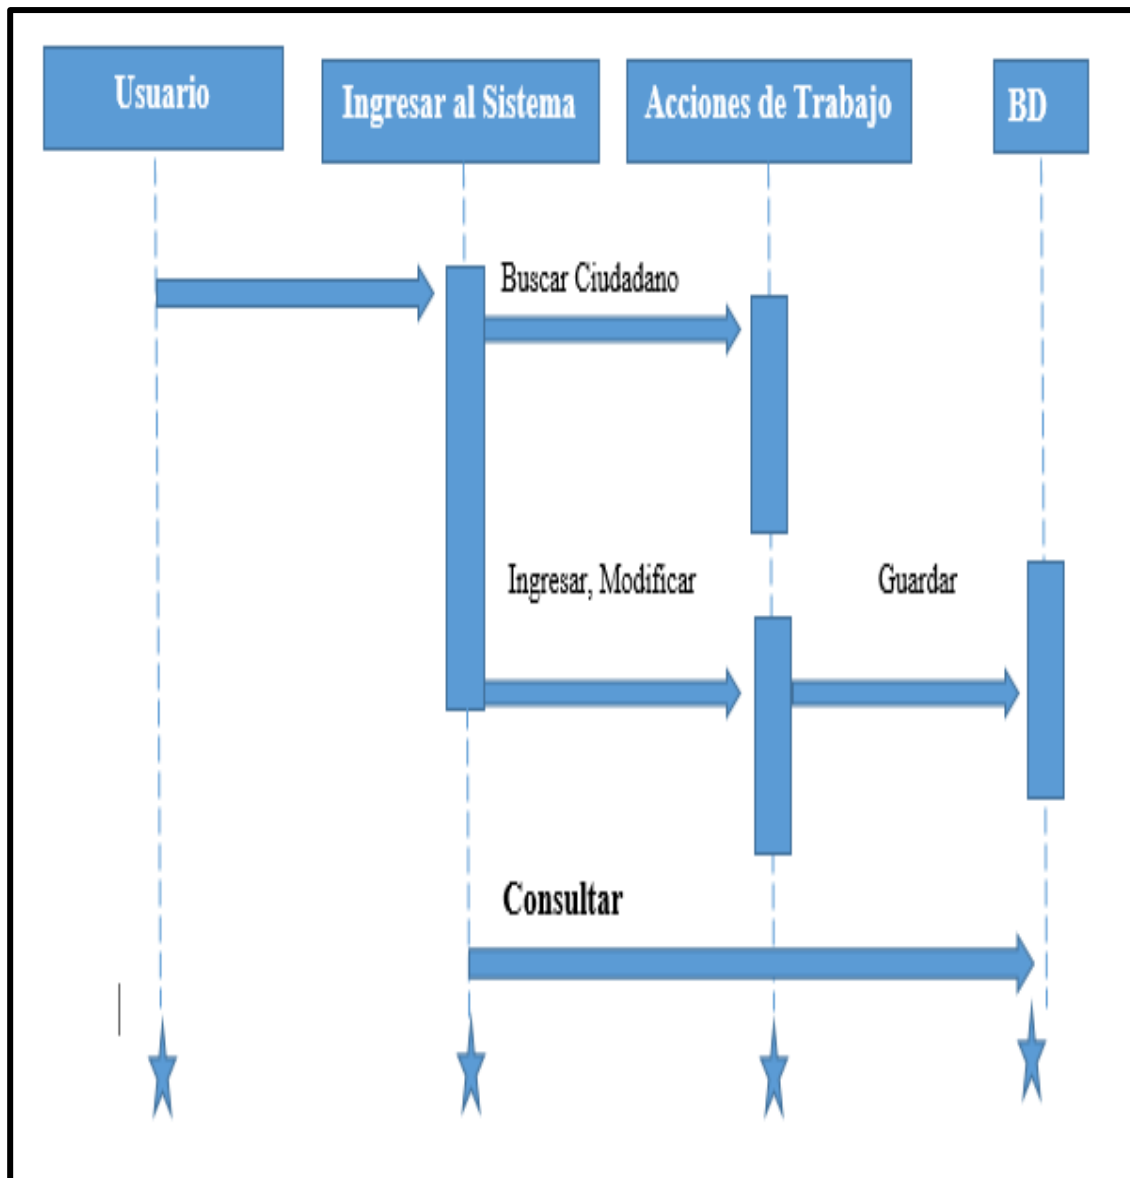 Usuario
Ingresar al Sistema
Acciones de Trabajo
BD
Buscar Ciudadano
Ingresar, Modificar
Guardar
Consultar